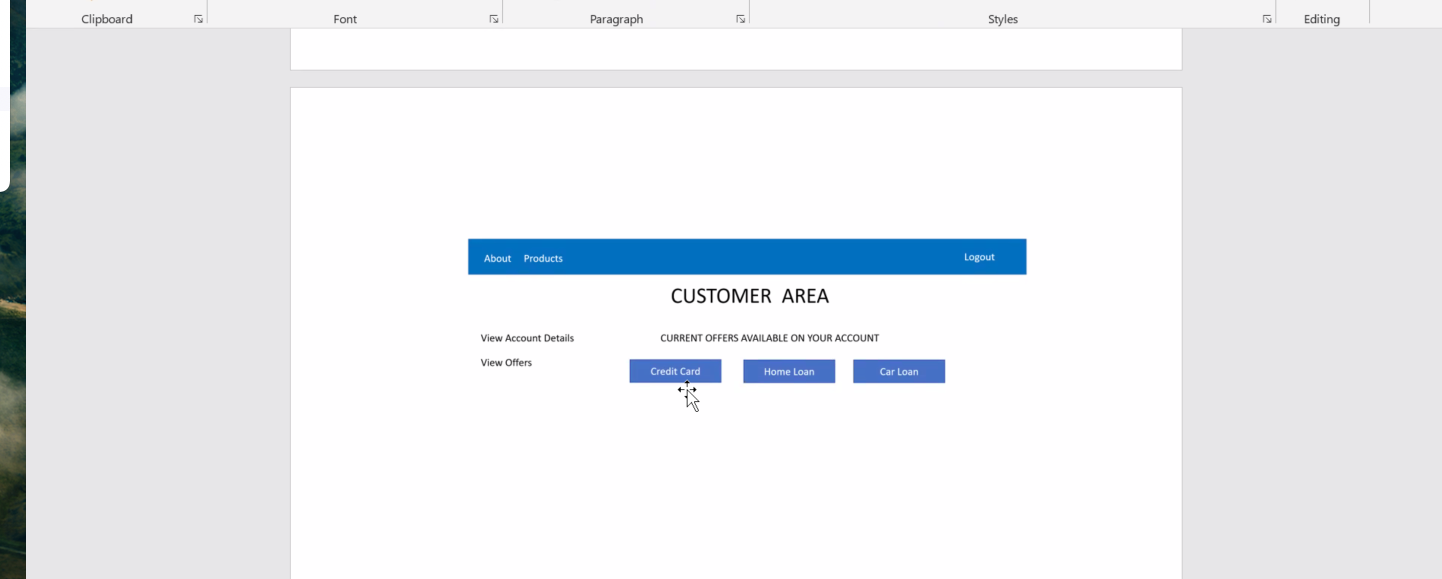 Clipboard Font Paragraph Styles Editing
About Products Logout
CUSTOMER AREA
View Account Details CURRENT OFFERS AVAILABLE ON YOUR ACCOUNT
View Offers
Credit Card Home Loan Car Loan